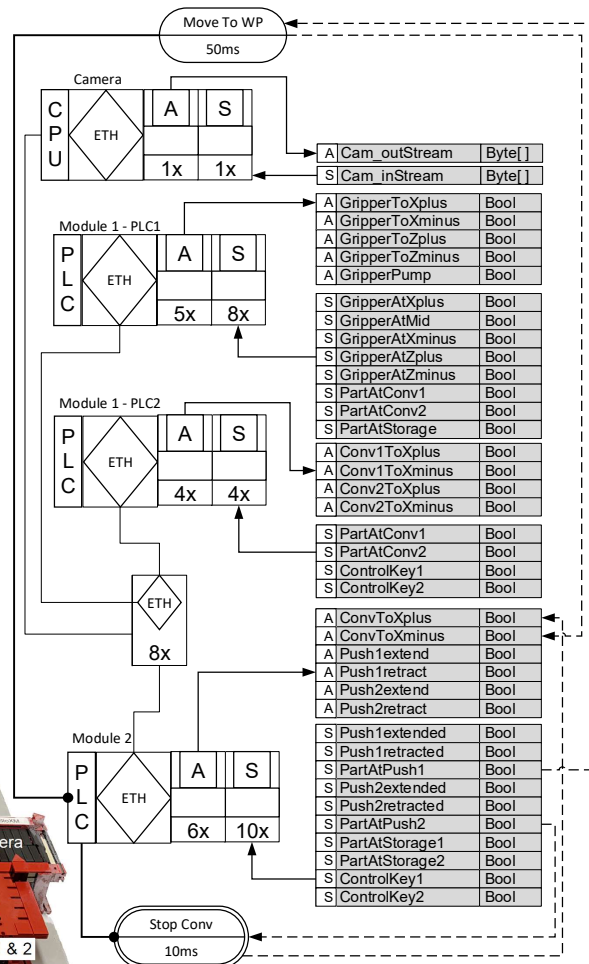 Move To WP
50ms
Camera
CPU
ETH
A S
1x 1x
A Cam_outStream Byte[ ]
S Cam_inStream Byte[ ]
Module 1 - PLC1
PLC
ETH
A S
5x 8x
A GripperToXplus Bool
A GripperToXminus Bool
A GripperToZplus Bool
A GripperToZminus Bool
A GripperPump Bool
S GripperAtXplus Bool
S GripperAtMid Bool
S GripperAtXminus Bool
S GripperAtZplus Bool
S GripperAtZminus Bool
S PartAtConv1 Bool
S PartAtConv2 Bool
S PartAtStorage Bool
Module 1 - PLC2
PLC
ETH
A S
4x 4x
A Conv1ToXplus Bool
A Conv1ToXminus Bool
A Conv2ToXplus Bool
A Conv2ToXminus Bool
S PartAtConv1 Bool
S PartAtConv2 Bool
S ControlKey1 Bool
S ControlKey2 Bool
ETH
8x
A ConvToXplus Bool
A ConvToXminus Bool
A Push1extend Bool
A Push1retract Bool
A Push2extend Bool
A Push2retract Bool
Module 2
PLC
ETH
A S
6x 10x
S Push1extended Bool
S Push1retracted Bool
S PartAtPush1 Bool
S Push2extended Bool
S Push2retracted Bool
S PartAtPush2 Bool
S PartAtStorage1 Bool
S PartAtStorage2 Bool
S ControlKey1 Bool
S ControlKey2 Bool
Stop Conv
10ms
& 2